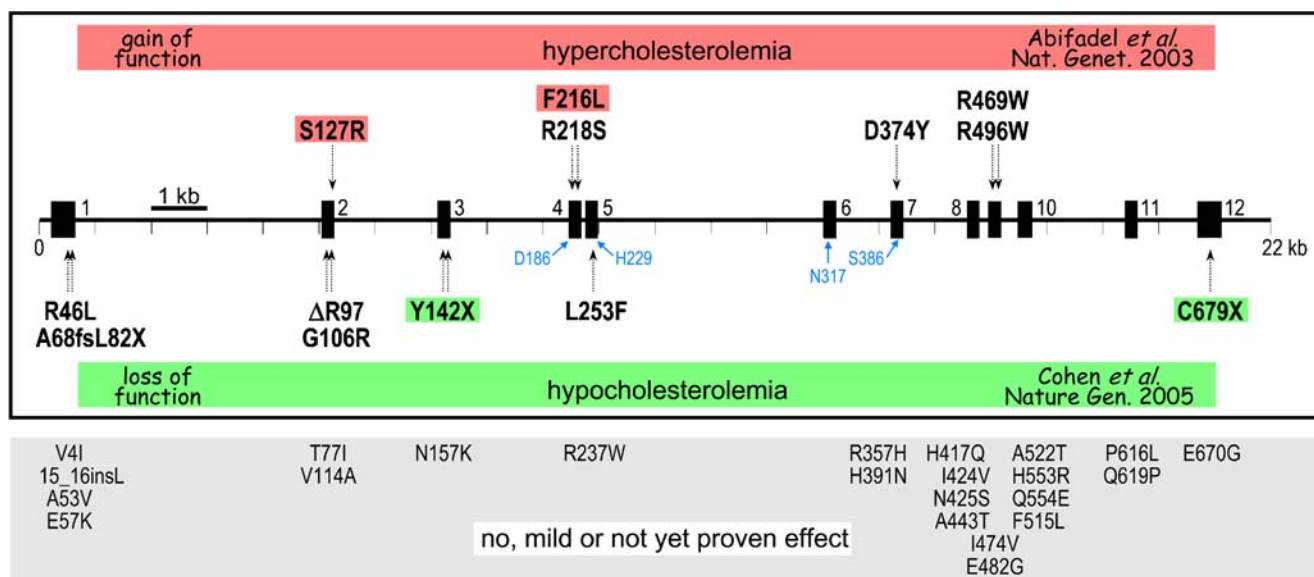 gain of
function
hypercholesterolemia
Abifadel et al.
Nat. Genet. 2003
F216L
R469W
S127R
R218S
D374Y
R496W
1 kb
1
2
3
4
5
6
7
8
10
11
12
0
D186
H229
N317
S386
22 kb
R46L
ΔR97
Y142X
L253F
C679X
A68fsL82X
G106R
loss of
function
hypocholesterolemia
Cohen et al.
Nature Gen. 2005
V4I
T77I
N157K
R237W
R357H
H417Q
A522T
P616L
E670G
15_16insL
V114A
H391N
I424V
H553R
Q619P
A53V
N425S
Q554E
E57K
A443T
F515L
no, mild or not yet proven effect
I474V
E482G